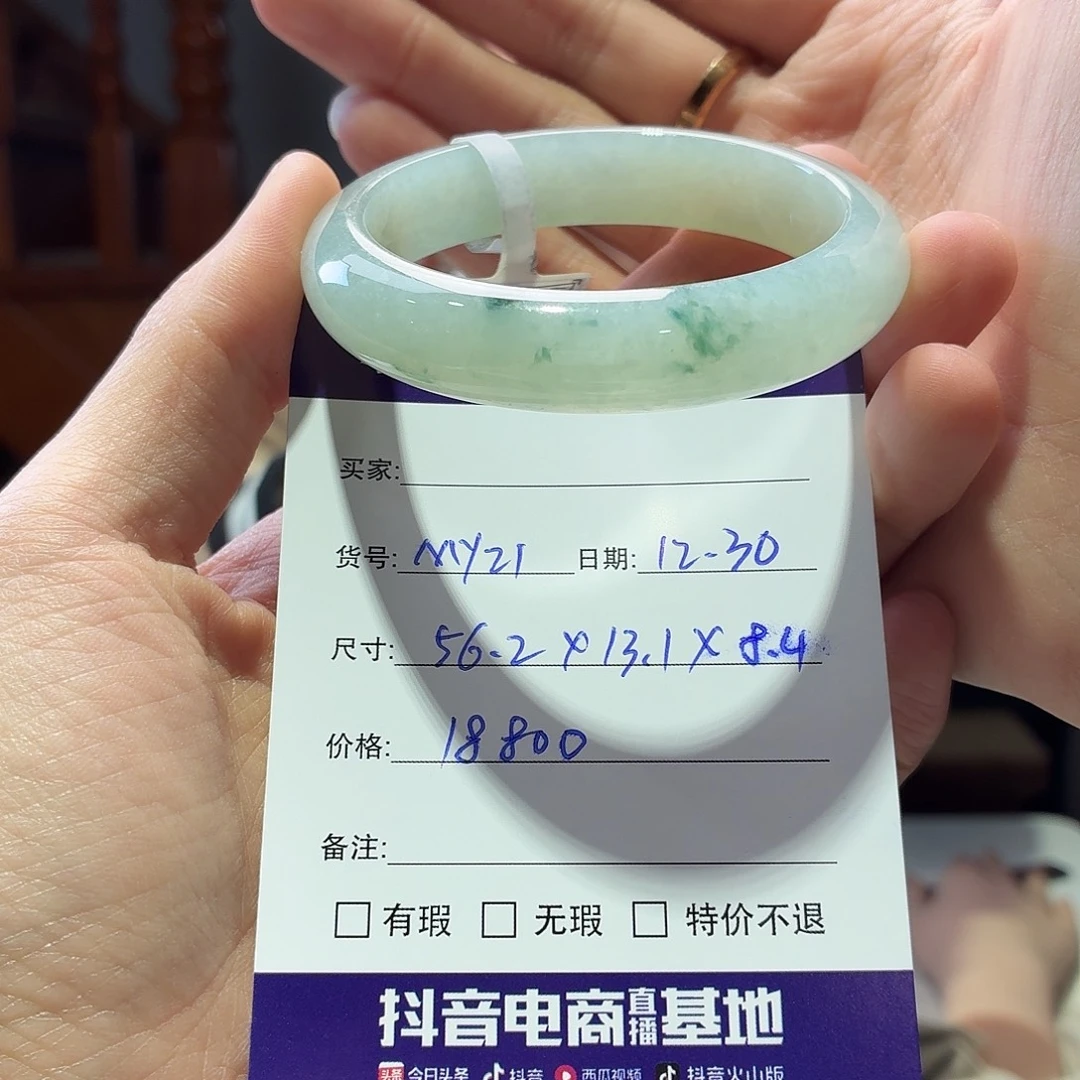 买家:
货号: MY21 日期: 12-30
尺寸: 56.2 X 13.1 X 8.4
价格: 18800
备注:
□ 有瑕 □ 无瑕 □ 特价不退
抖音电商直播基地
头条 今日头条 抖音 西瓜视频 抖音火山版